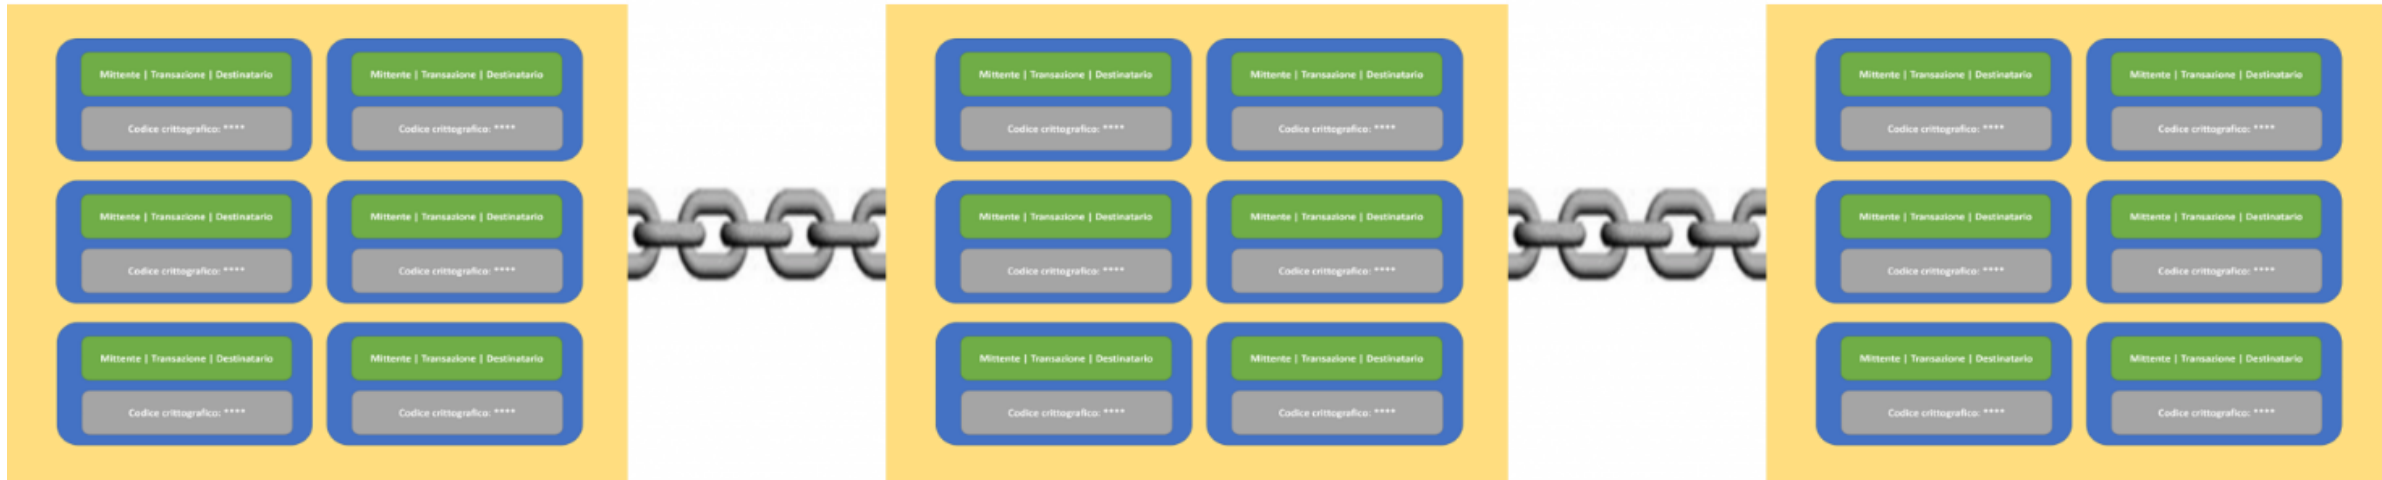 Mittente | Transazione | Destinatario
Codice crittografico: ****
Mittente | Transazione | Destinatario
Codice crittografico: ****
Mittente | Transazione | Destinatario
Codice crittografico: ****
Mittente | Transazione | Destinatario
Codice crittografico: ****
Mittente | Transazione | Destinatario
Codice crittografico: ****
Mittente | Transazione | Destinatario
Codice crittografico: ****
Mittente | Transazione | Destinatario
Codice crittografico: ****
Mittente | Transazione | Destinatario
Codice crittografico: ****
Mittente | Transazione | Destinatario
Codice crittografico: ****
Mittente | Transazione | Destinatario
Codice crittografico: ****
Mittente | Transazione | Destinatario
Codice crittografico: ****
Mittente | Transazione | Destinatario
Codice crittografico: ****
Mittente | Transazione | Destinatario
Codice crittografico: ****
Mittente | Transazione | Destinatario
Codice crittografico: ****
Mittente | Transazione | Destinatario
Codice crittografico: ****
Mittente | Transazione | Destinatario
Codice crittografico: ****
Mittente | Transazione | Destinatario
Codice crittografico: ****
Mittente | Transazione | Destinatario
Codice crittografico: ****